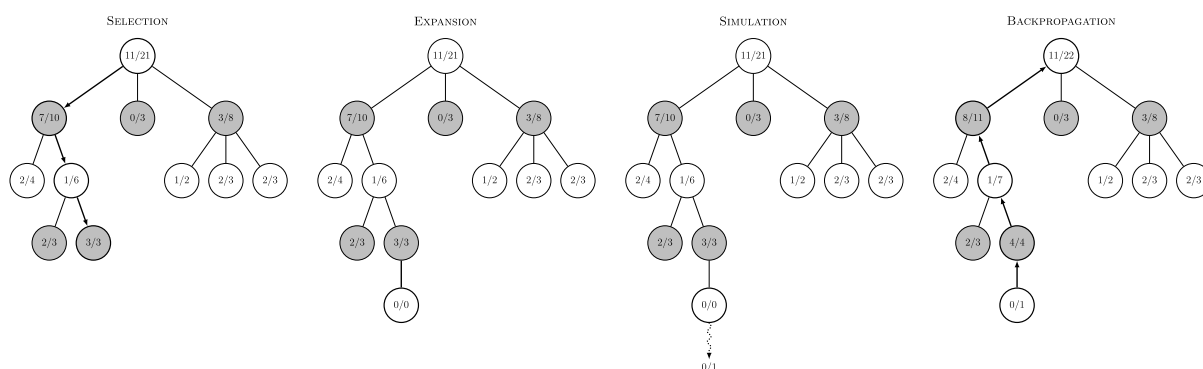 SELECTION
11/21
7/10 0/3 3/8
2/4 1/6 1/2 2/3 2/3
2/3 3/3
EXPANSION
11/21
7/10 0/3 3/8
2/4 1/6 1/2 2/3 2/3
2/3 3/3
0/0
SIMULATION
11/21
7/10 0/3 3/8
2/4 1/6 1/2 2/3 2/3
2/3 3/3
0/0
0/1
BACKPROPAGATION
11/22
8/11 0/3 3/8
2/4 1/7 1/2 2/3 2/3
2/3 4/4
0/1